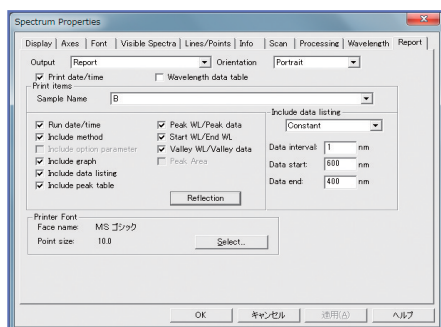 Spectrum Properties
Display | Axes | Font | Visible Spectra | Lines/Points | Info | Scan | Processing | Wavelength | Report
Output Report Orientation Portrait
Print date/time Wavelength data table
Print items
Sample Name B
Include data listing
Run date/time Peak WL/Peak data Constant
Include method Start WL/End WL
Include option parameter Valley WL/Valley data Data interval: 1 nm
Include graph Peak Area Data start: 600 nm
Include data listing Data end: 400 nm
Include peak table
Reflection
Printer Font
Face name: MS ゴシック
Point size: 10.0 Select...
OK キャンセル 適用(A) ヘルプ